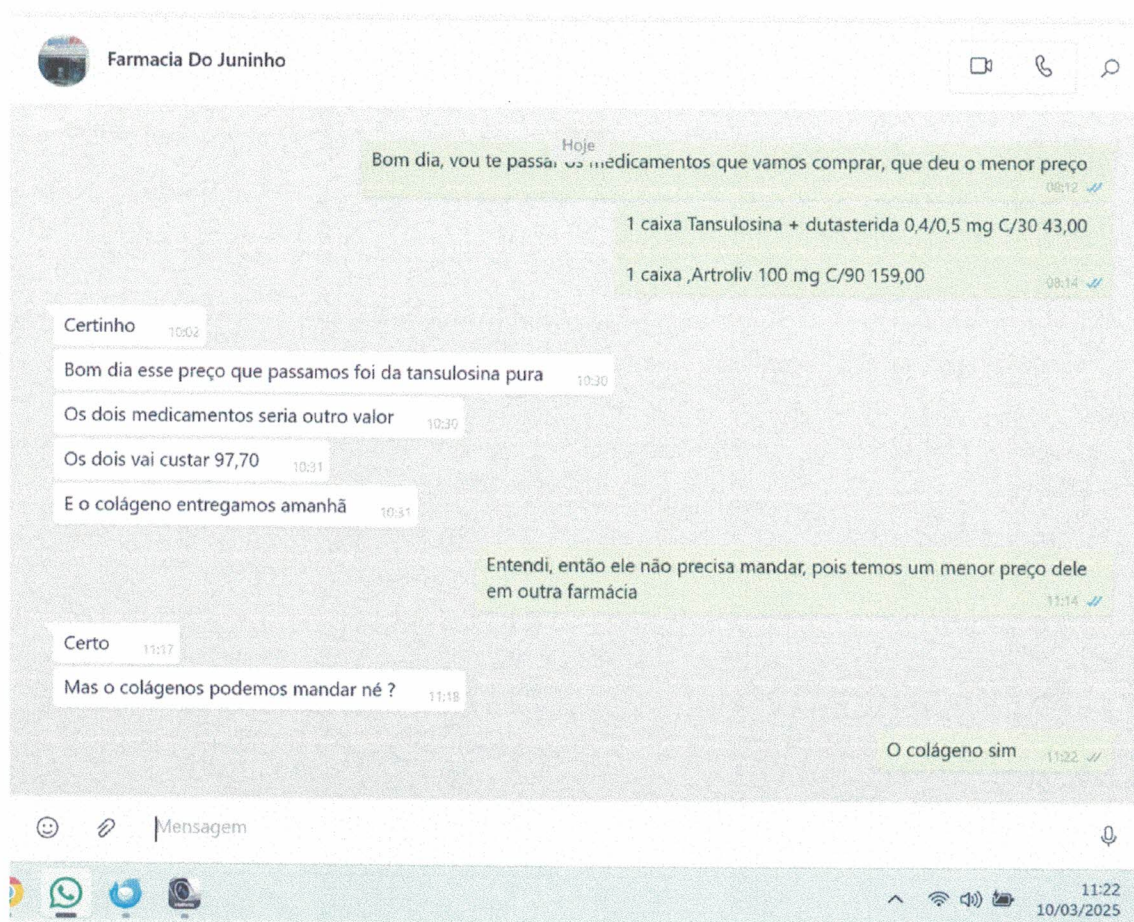 Farmacia Do Juninho
Hoje
Bom dia, vou te passar os medicamentos que vamos comprar, que deu o menor preço
08:12
1 caixa Tansulosina + dutasterida 0,4/0,5 mg C/30 43,00
1 caixa ,Artroliv 100 mg C/90 159,00
08:14
Certinho 10:02
Bom dia esse preço que passamos foi da tansulosina pura 10:30
Os dois medicamentos seria outro valor 10:30
Os dois vai custar 97,70 10:31
E o colágeno entregamos amanhã 10:31
Entendi, então ele não precisa mandar, pois temos um menor preço dele
em outra farmácia
11:14
Certo 11:17
Mas o colágenos podemos mandar né ? 11:18
O colágeno sim 11:22
Mensagem
11:22
10/03/2025